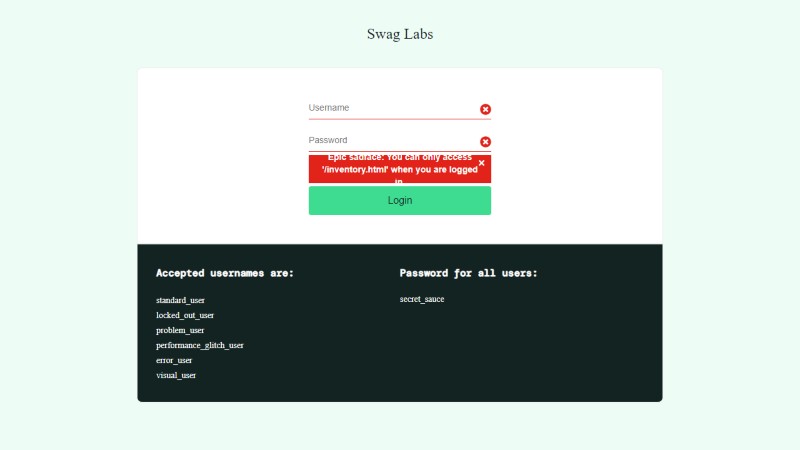 Swag Labs
Username
Password
Epic sadface: You can only access
'/inventory.html' when you are logged
in
Login
Accepted usernames are:
Password for all users:
standard_user
secret_sauce
locked_out_user
problem_user
performance_glitch_user
error_user
visual_user